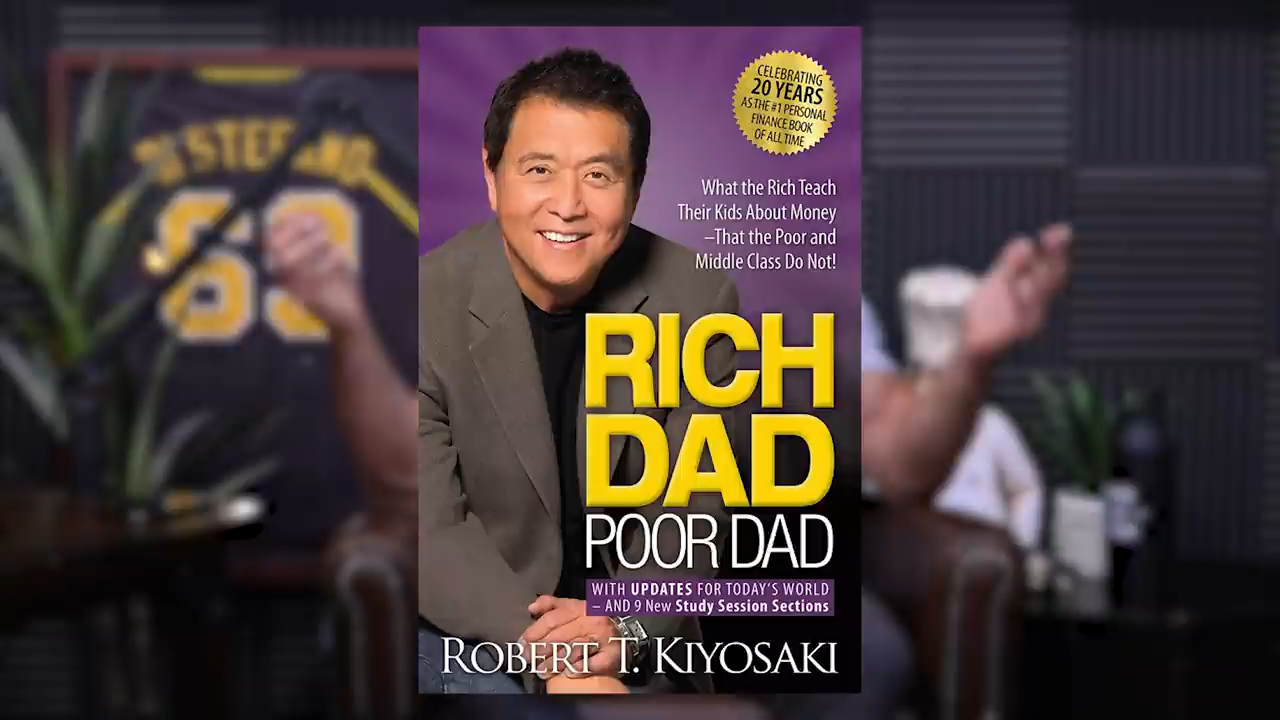 CELEBRATING
20 YEARS
AS THE #1 PERSONAL
FINANCE BOOK
OF ALL TIME
What the Rich Teach
Their Kids About Money
–That the Poor and
Middle Class Do Not!
RICH
DAD
POOR DAD
WITH UPDATES FOR TODAY'S WORLD
– AND 9 New Study Session Sections
ROBERT T. KIYOSAKI